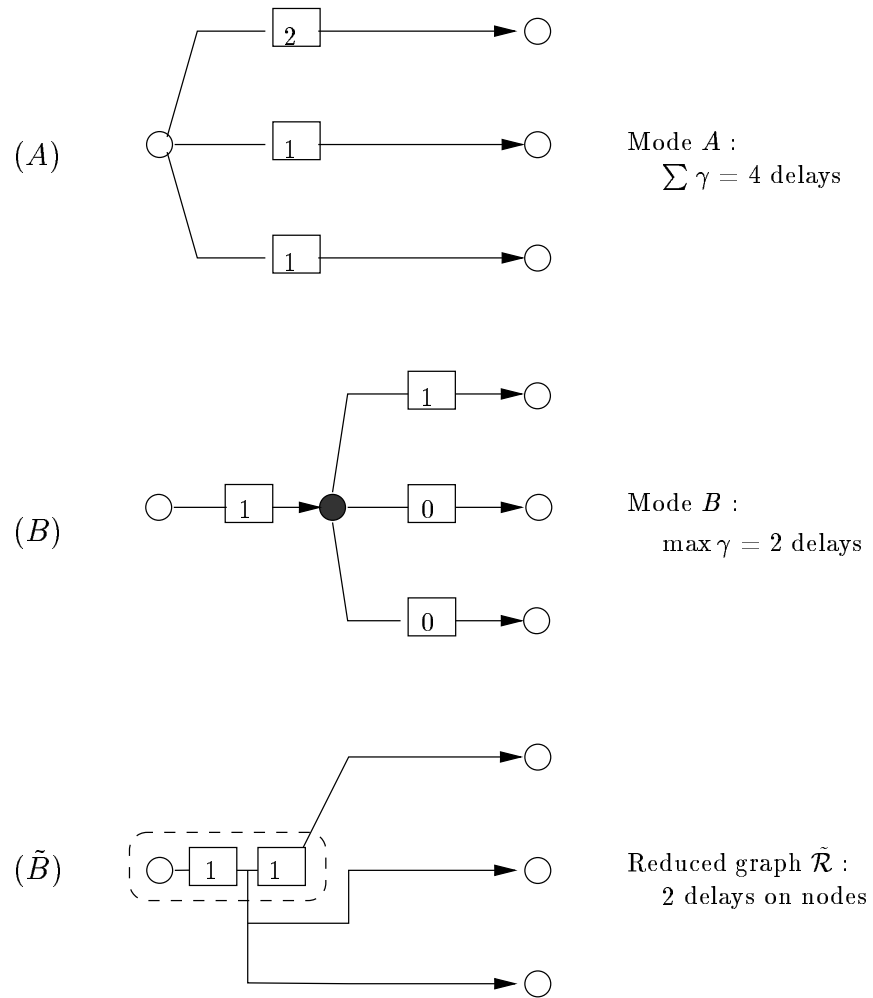 2
(A)
1
Mode A :
∑ γ = 4 delays
1
1
(B)
1
0
Mode B :
max γ = 2 delays
0
(B̃)
1
1
Reduced graph R̃ :
2 delays on nodes